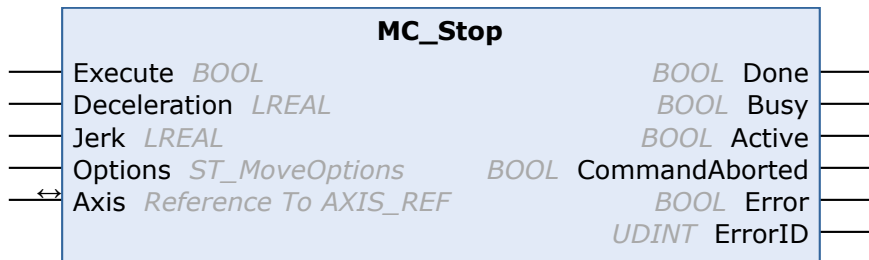 MC_Stop
Execute BOOL BOOL Done
Deceleration LREAL BOOL Busy
Jerk LREAL BOOL Active
Options ST_MoveOptions BOOL CommandAborted
Axis Reference To AXIS_REF BOOL Error
UDINT ErrorID